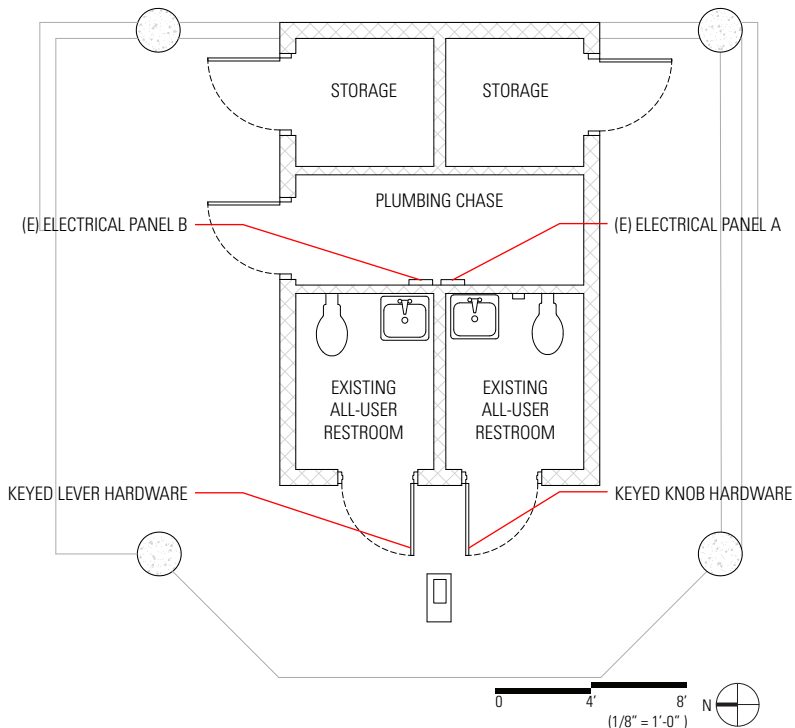 STORAGE
STORAGE
PLUMBING CHASE
(E) ELECTRICAL PANEL B
(E) ELECTRICAL PANEL A
EXISTING
ALL-USER
RESTROOM
EXISTING
ALL-USER
RESTROOM
KEYED LEVER HARDWARE
KEYED KNOB HARDWARE
0 4' 8'
(1/8" = 1'-0" )
N